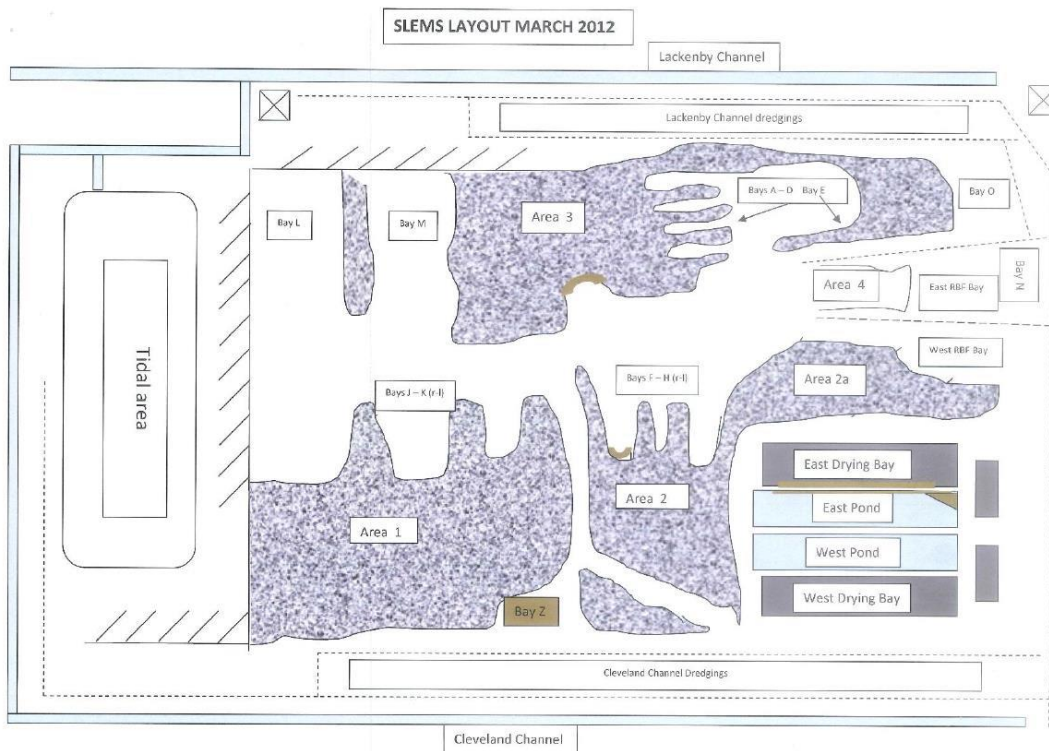 SLEMS LAYOUT MARCH 2012
Lackenby Channel
Lackenby Channel dredgings
Bays A – D    Bay E
Bay O
Bay L
Bay M
Area 3
Bay N
Area 4
East RBF Bay
West RBF Bay
Tidal area
Bays J – K (r-l)
Bays F – H (r-l)
Area 2a
East Drying Bay
Area 2
East Pond
Area 1
West Pond
West Drying Bay
Bay Z
Cleveland Channel Dredgings
Cleveland Channel